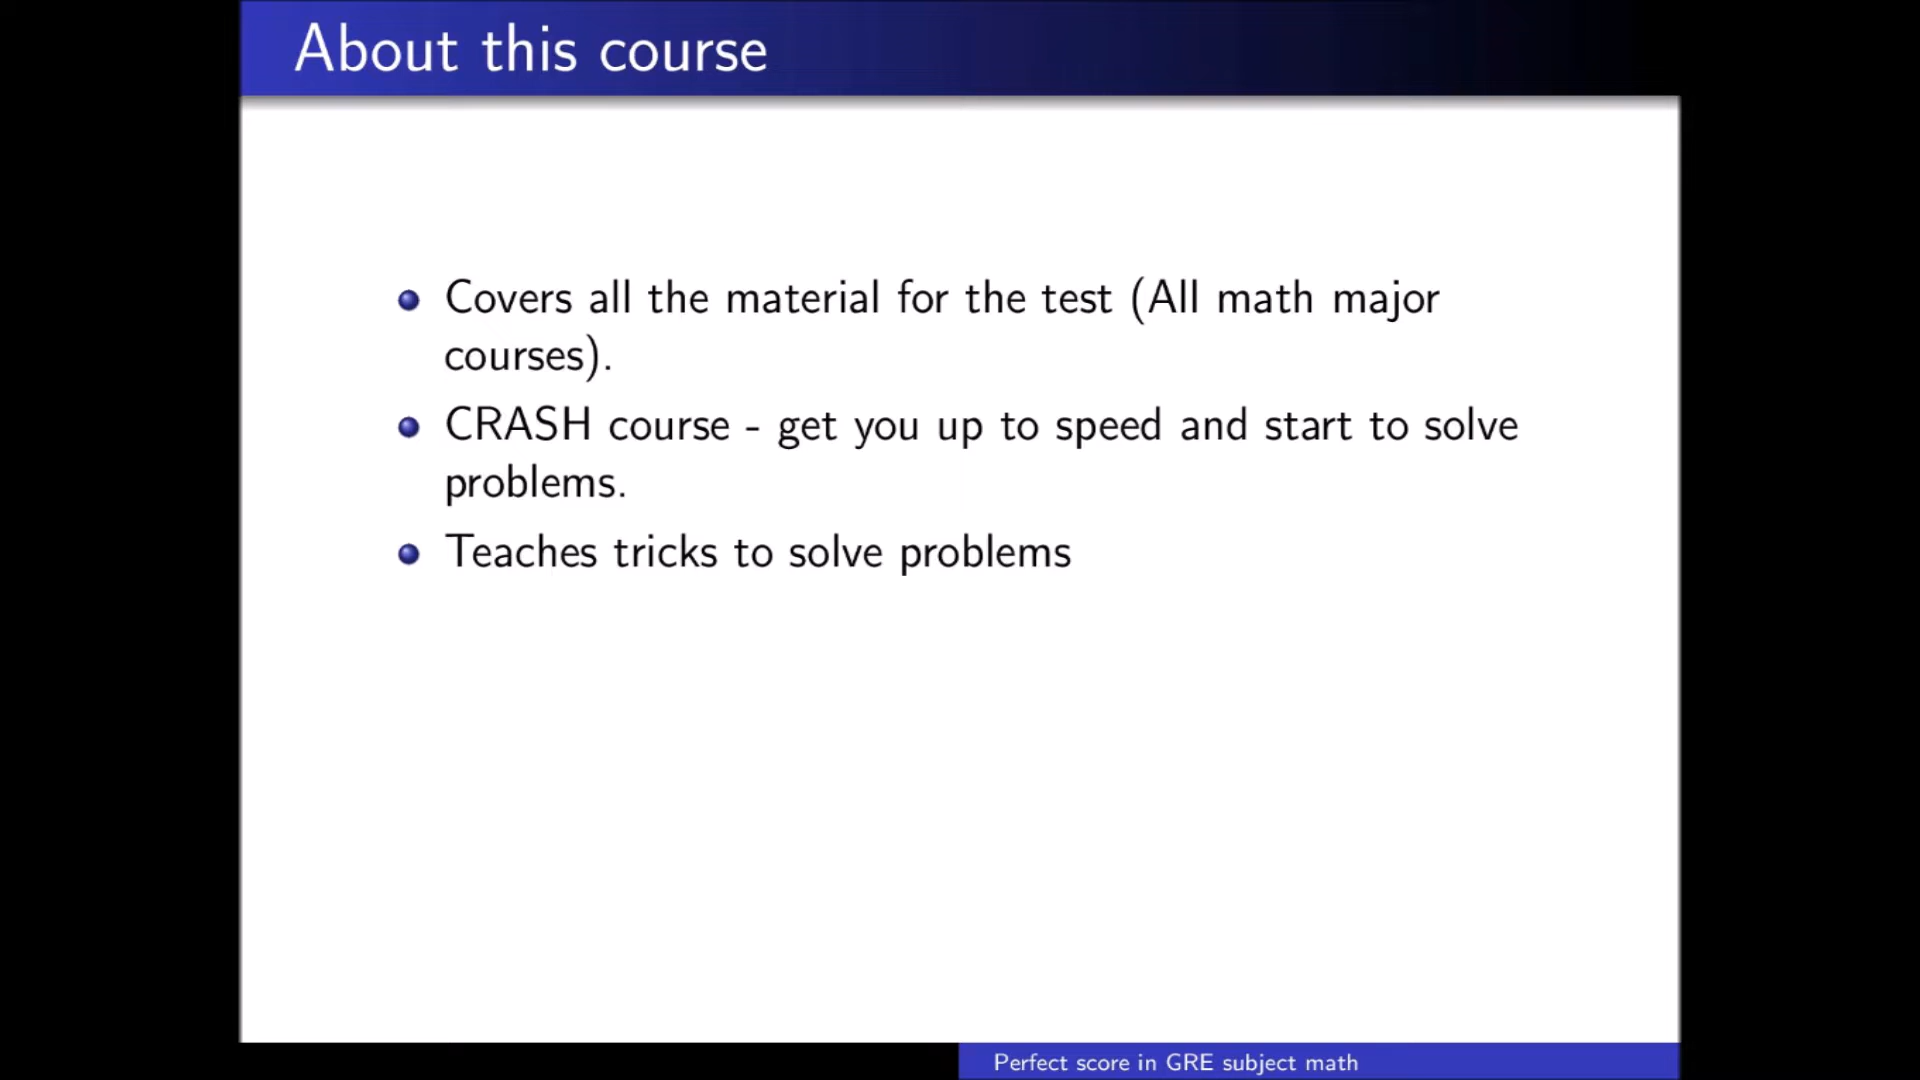 About this course
Covers all the material for the test (All math major
courses).
CRASH course - get you up to speed and start to solve
problems.
Teaches tricks to solve problems
Perfect score in GRE subject math